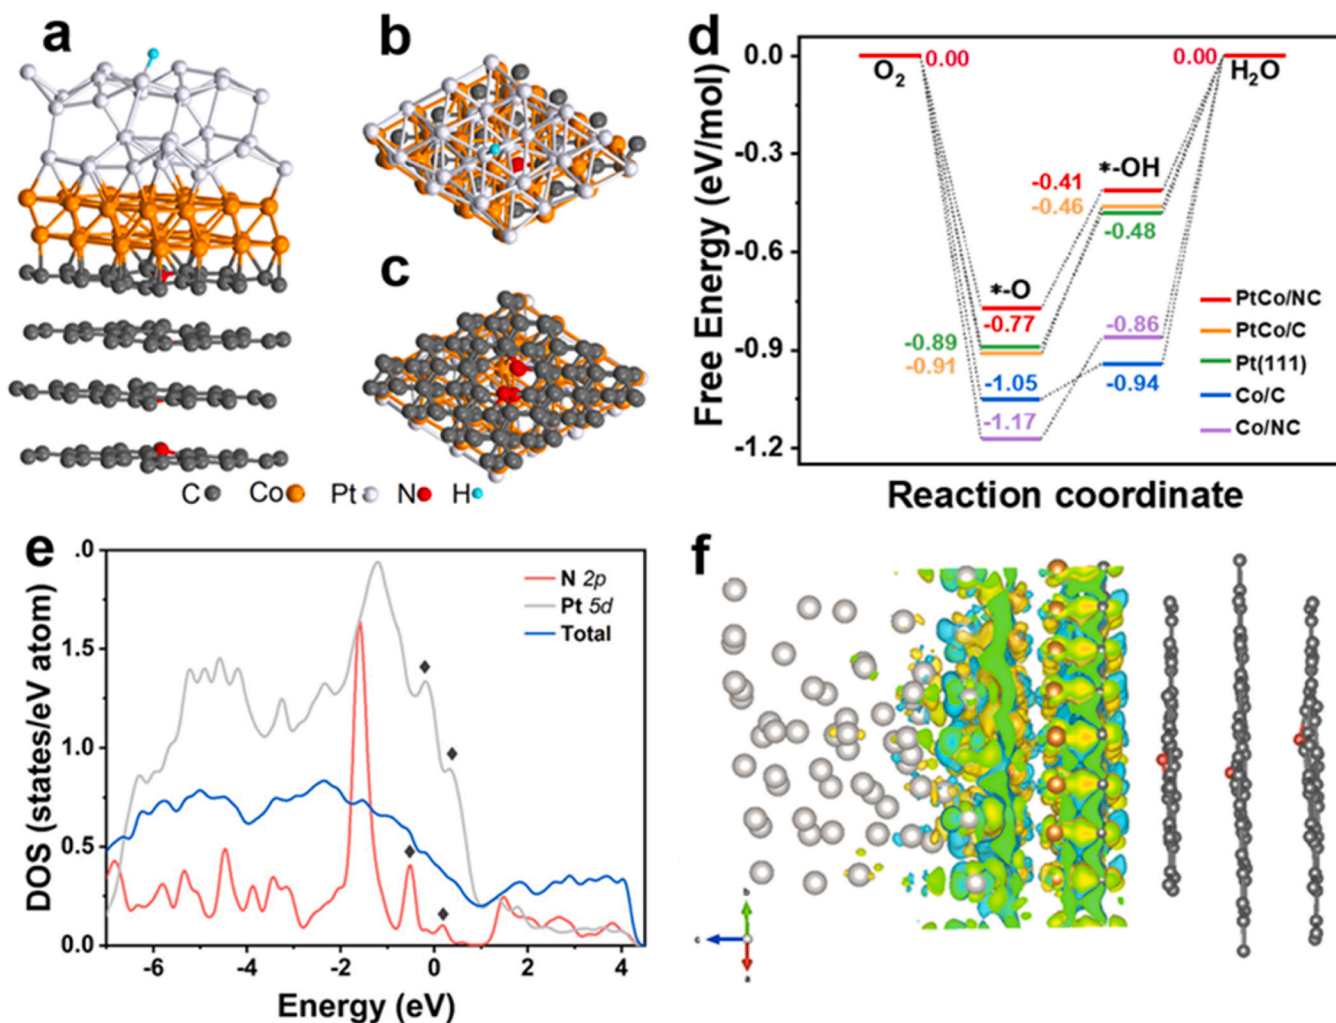 a
b
c
C Co Pt N H
d
Free Energy (eV/mol)
0.0
-0.3
-0.6
-0.9
-1.2
O2
0.00
0.00
H2O
*-OH
-0.41
-0.46
-0.48
*-O
-0.77
-0.89
-0.91
-1.05
-1.17
-0.86
-0.94
PtCo/NC
PtCo/C
Pt(111)
Co/C
Co/NC
Reaction coordinate
e
DOS (states/eV atom)
.0
1.5
1.0
0.5
0.0
N 2p
Pt 5d
Total
-6 -4 -2 0 2 4
Energy (eV)
f
b
c
a